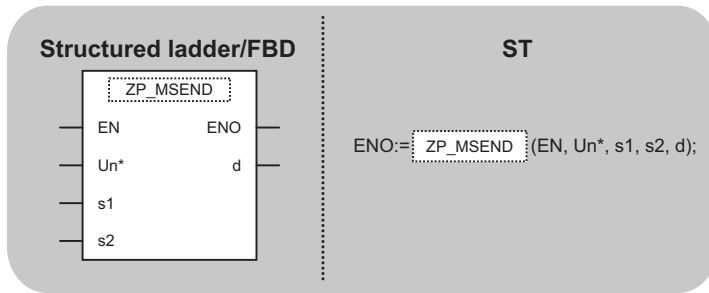 Structured ladder/FBD
ZP_MSEND
EN ENO
Un* d
s1
s2
ST
ENO:= ZP_MSEND (EN, Un*, s1, s2, d);